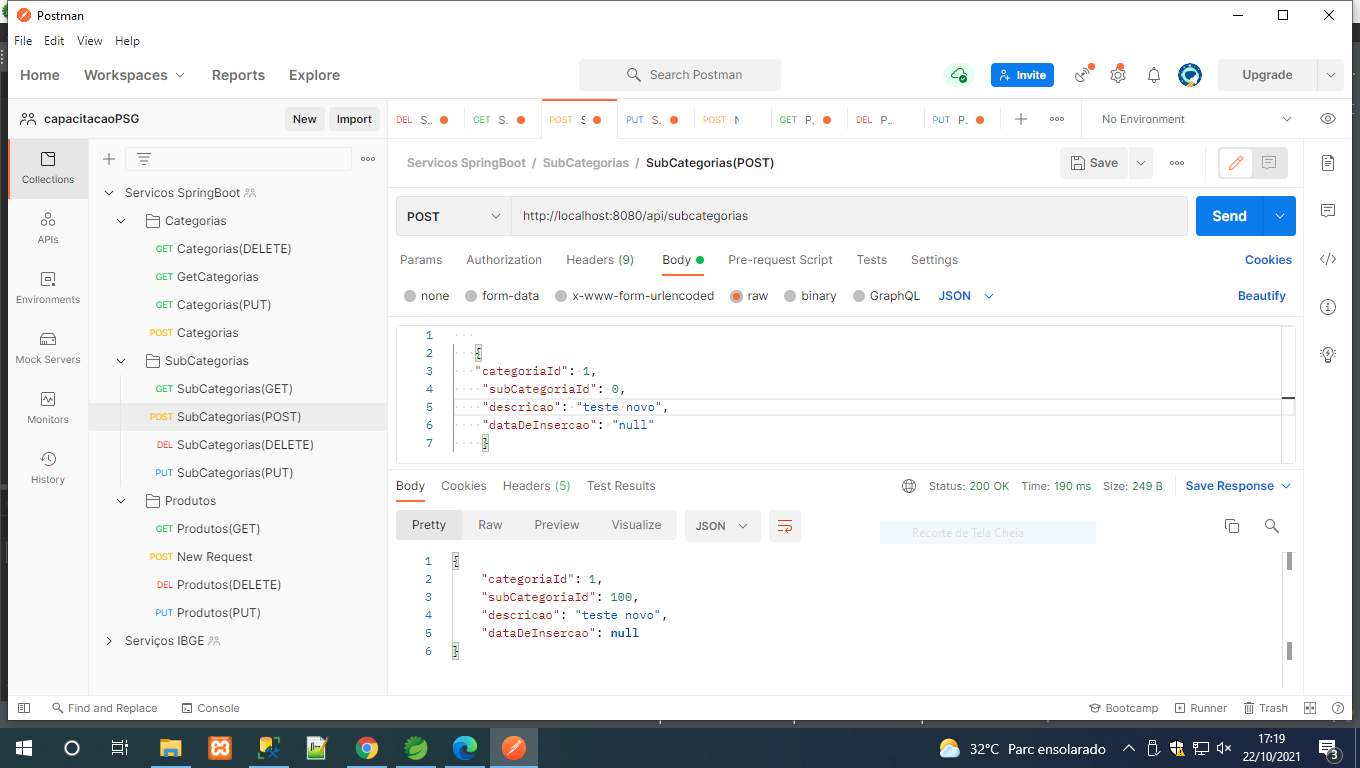 Postman
File Edit View Help
Home Workspaces Reports Explore Search Postman Invite Upgrade
capacitacaoPSG New Import
DEL S.. GET S. POST S PUT S. POST N GET P. DEL P.. PUT P. No Environment
Collections
APIs
Environments
Mock Servers
Monitors
History
Servicos SpringBoot
Categorias
GET Categorias(DELETE)
GET GetCategorias
GET Categorias(PUT)
POST Categorias
SubCategorias
GET SubCategorias(GET)
POST SubCategorias(POST)
DEL SubCategorias(DELETE)
PUT SubCategorias(PUT)
Produtos
GET Produtos(GET)
POST New Request
DEL Produtos(DELETE)
PUT Produtos(PUT)
Serviços IBGE
Servicos SpringBoot / SubCategorias / SubCategorias(POST) Save
POST http://localhost:8080/api/subcategorias Send
Params Authorization Headers (9) Body Pre-request Script Tests Settings Cookies
none form-data x-www-form-urlencoded raw binary GraphQL JSON Beautify
1
2 {
3 "categoriaId": 1,
4 "subCategoriaId": 0,
5 "descricao": "teste novo",
6 "dataDeInsercao": "null"
7 }
Body Cookies Headers (5) Test Results Status: 200 OK Time: 190 ms Size: 249 B Save Response
Pretty Raw Preview Visualize JSON Recorte de Tela Cheia
1 {
2 "categoriaId": 1,
3 "subCategoriaId": 100,
4 "descricao": "teste novo",
5 "dataDeInsercao": null
6 }
Find and Replace Console Bootcamp Runner Trash
32°C Parc ensolarado 17:19
22/10/2021 3